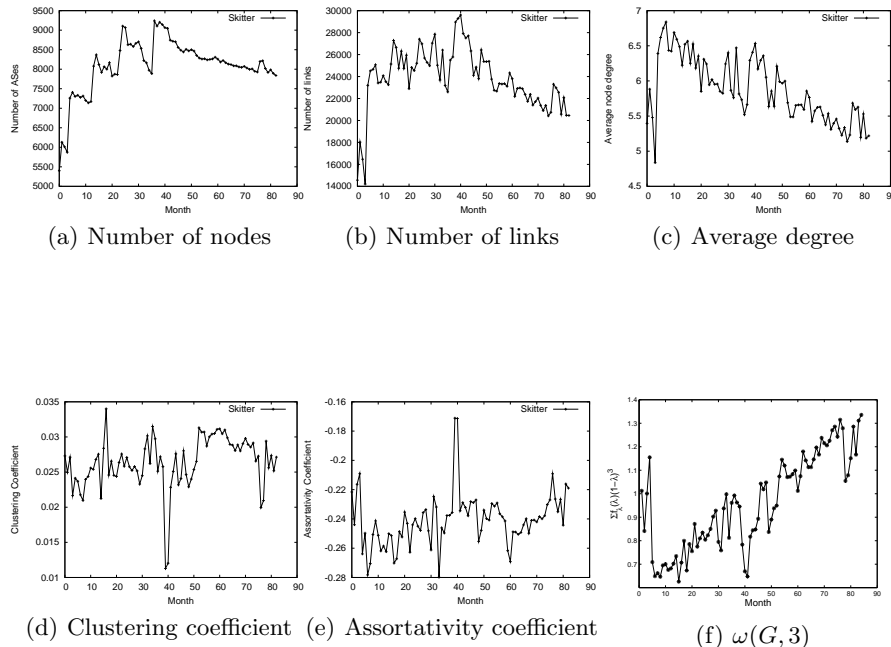 9500
9000
8500
8000
7500
7000
6500
6000
5500
5000
0 10 20 30 40 50 60 70 80 90
Number of ASes
Month
Skitter
(a) Number of nodes
30000
28000
26000
24000
22000
20000
18000
16000
14000
0 10 20 30 40 50 60 70 80 90
Number of links
Month
Skitter
(b) Number of links
7
6.5
6
5.5
5
4.5
0 10 20 30 40 50 60 70 80 90
Average node degree
Month
Skitter
(c) Average degree
0.035
0.03
0.025
0.02
0.015
0.01
0 10 20 30 40 50 60 70 80 90
Clustering Coefficient
Month
Skitter
(d) Clustering coefficient
-0.16
-0.18
-0.2
-0.22
-0.24
-0.26
-0.28
0 10 20 30 40 50 60 70 80 90
Assortativity Coefficient
Month
Skitter
(e) Assortativity coefficient
1.4
1.3
1.2
1.1
1
0.9
0.8
0.7
0 10 20 30 40 50 60 70 80 90
Month
(f) ω(G, 3)